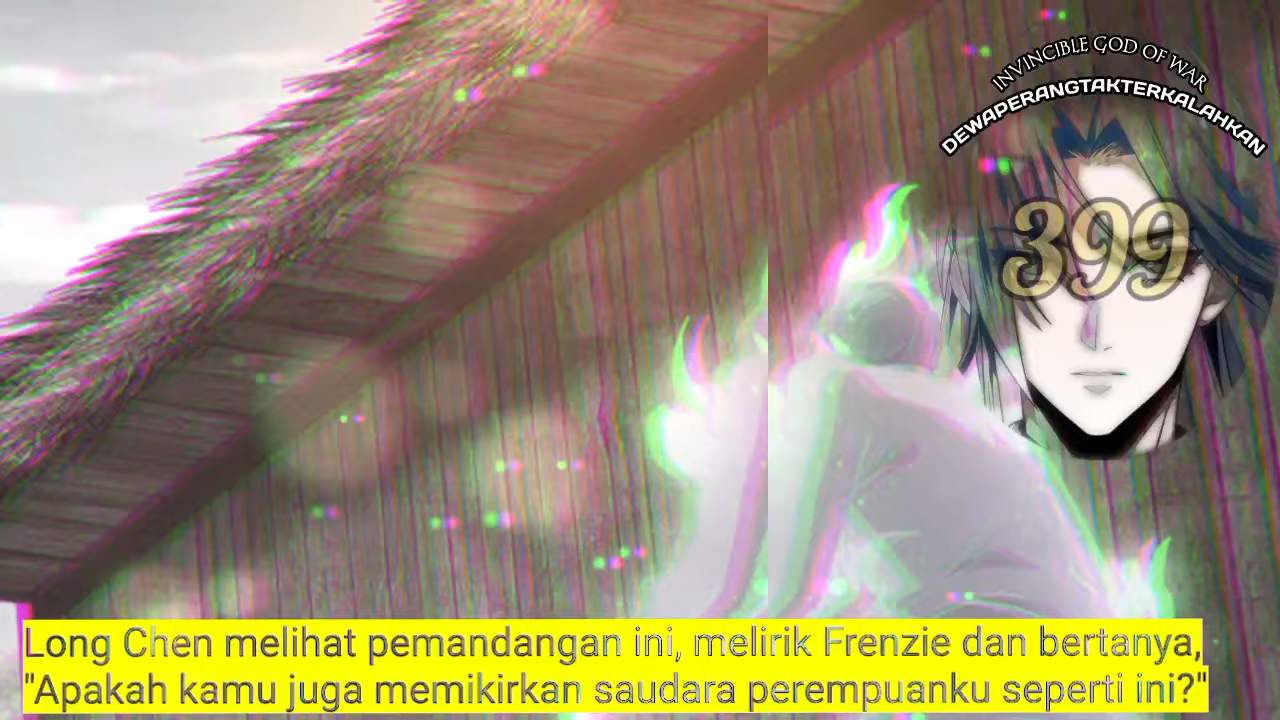 INVINCIBLE GOD OF WAR
DEWAPERANGTAKTERKALAHKAN
399
Long Chen melihat pemandangan ini, melirik Frenzie dan bertanya,
"Apakah kamu juga memikirkan saudara perempuanku seperti ini?"